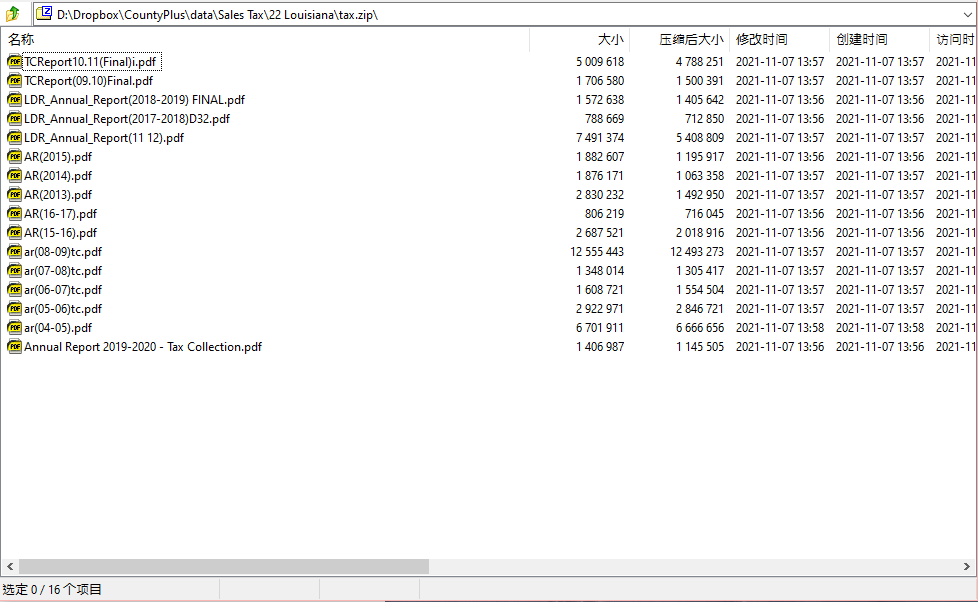 D:\Dropbox\CountyPlus\data\Sales Tax\22 Louisiana\tax.zip\
名称 大小 压缩后大小 修改时间 创建时间 访问时
TCReport10.11(Final)i.pdf 5 009 618 4 788 251 2021-11-07 13:57 2021-11-07 13:57 2021-11
TCReport(09.10)Final.pdf 1 706 580 1 500 391 2021-11-07 13:57 2021-11-07 13:57 2021-11
LDR_Annual_Report(2018-2019) FINAL.pdf 1 572 638 1 405 642 2021-11-07 13:56 2021-11-07 13:56 2021-11
LDR_Annual_Report(2017-2018)D32.pdf 788 669 712 850 2021-11-07 13:56 2021-11-07 13:56 2021-11
LDR_Annual_Report(11 12).pdf 7 491 374 5 408 809 2021-11-07 13:57 2021-11-07 13:57 2021-11
AR(2015).pdf 1 882 607 1 195 917 2021-11-07 13:56 2021-11-07 13:56 2021-11
AR(2014).pdf 1 876 171 1 063 358 2021-11-07 13:56 2021-11-07 13:56 2021-11
AR(2013).pdf 2 830 232 1 492 950 2021-11-07 13:57 2021-11-07 13:57 2021-11
AR(16-17).pdf 806 219 716 045 2021-11-07 13:56 2021-11-07 13:56 2021-11
AR(15-16).pdf 2 687 521 2 018 916 2021-11-07 13:56 2021-11-07 13:56 2021-11
ar(08-09)tc.pdf 12 555 443 12 493 273 2021-11-07 13:57 2021-11-07 13:57 2021-11
ar(07-08)tc.pdf 1 348 014 1 305 417 2021-11-07 13:57 2021-11-07 13:57 2021-11
ar(06-07)tc.pdf 1 608 721 1 554 504 2021-11-07 13:57 2021-11-07 13:57 2021-11
ar(05-06)tc.pdf 2 922 971 2 846 721 2021-11-07 13:57 2021-11-07 13:57 2021-11
ar(04-05).pdf 6 701 911 6 666 656 2021-11-07 13:58 2021-11-07 13:58 2021-11
Annual Report 2019-2020 - Tax Collection.pdf 1 406 987 1 145 505 2021-11-07 13:56 2021-11-07 13:56 2021-11
选定 0 / 16 个项目